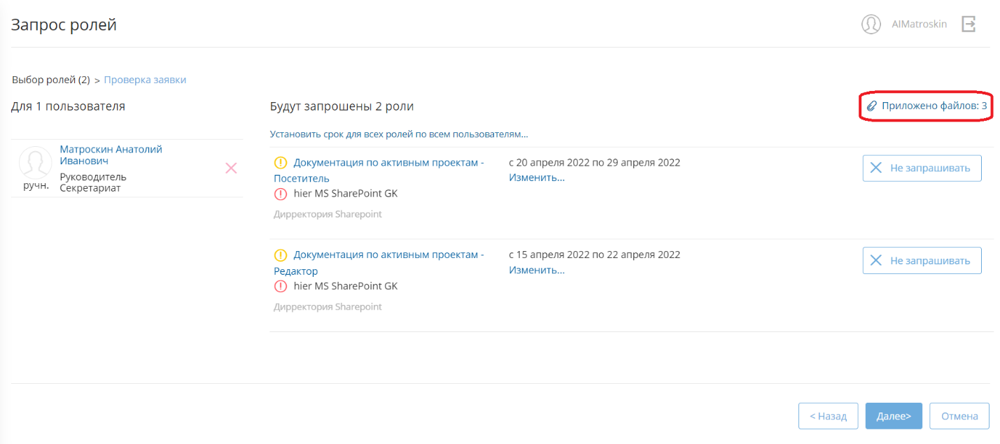 Запрос ролей
AIMatroskin
Выбор ролей (2) > Проверка заявки
Для 1 пользователя
Будут запрошены 2 роли
Приложено файлов: 3
Установить срок для всех ролей по всем пользователям...
Матроскин Анатолий
Иванович
Руководитель
Секретариат
ручн.
Документация по активным проектам -
Посетитель
hier MS SharePoint GK
Дирректория Sharepoint
с 20 апреля 2022 по 29 апреля 2022
Изменить...
Не запрашивать
Документация по активным проектам -
Редактор
hier MS SharePoint GK
Дирректория Sharepoint
с 15 апреля 2022 по 22 апреля 2022
Изменить...
Не запрашивать
< Назад
Далее>
Отмена